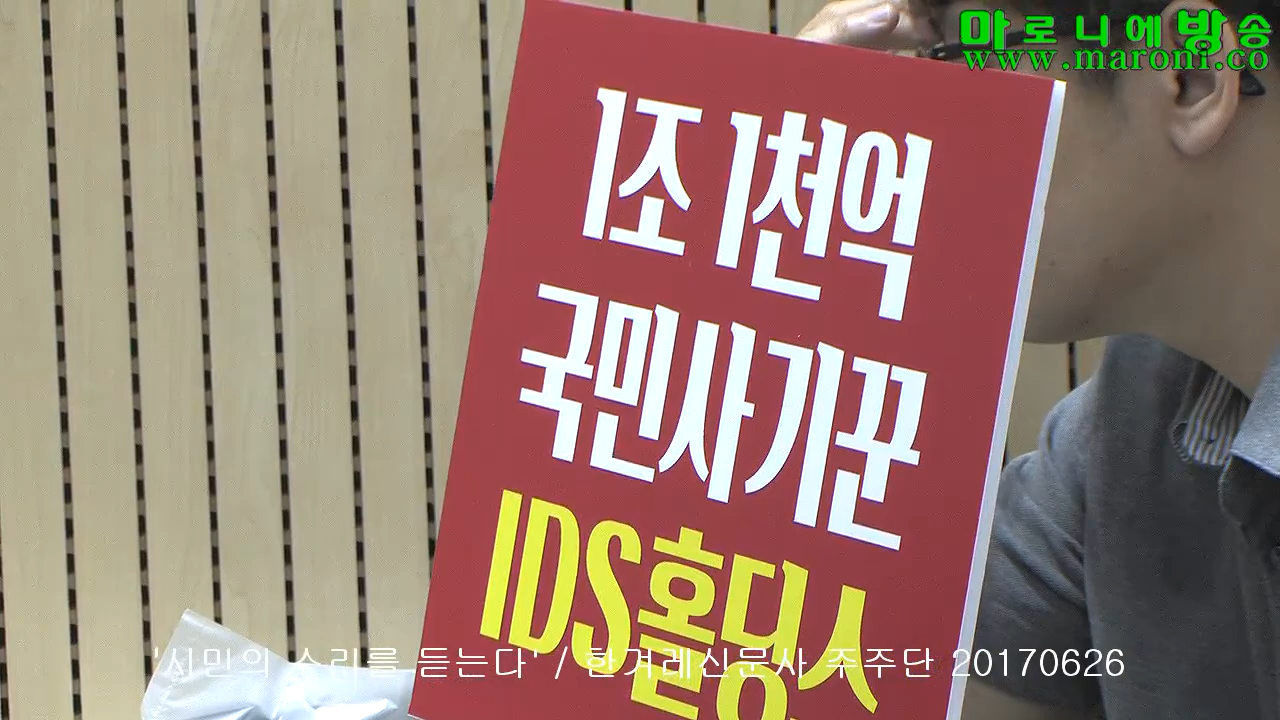 마로니에방송
www.maroni.co
1조 1천억
국민사기꾼
IDS홀딩스
'시민의 소리를 듣는다' / 한겨레신문사 주주단 20170626